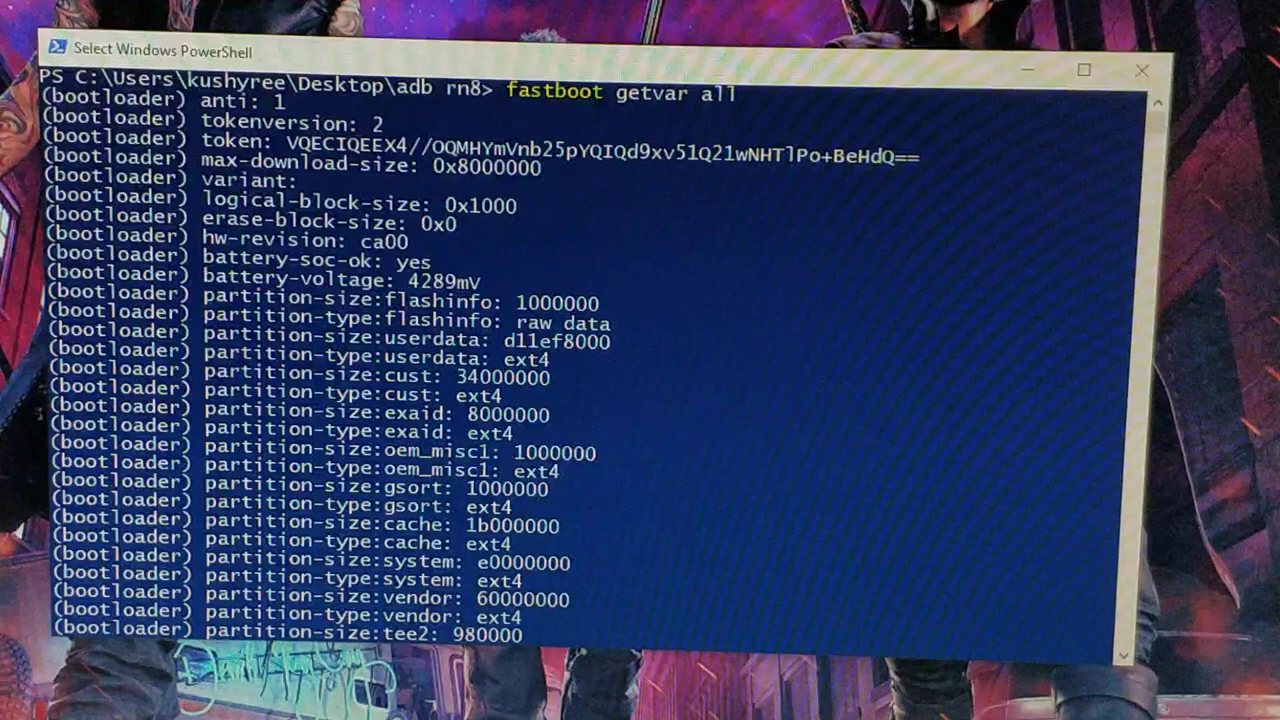 Select Windows PowerShell
PS C:\Users\kushyree\Desktop\adb rn8> fastboot getvar all
(bootloader) anti: 1
(bootloader) tokenversion: 2
(bootloader) token: VQECIQEEX4//OQMHYmVnb25pYQIQd9xv51Q21wNHTlPo+BeHdQ==
(bootloader) max-download-size: 0x8000000
(bootloader) variant:
(bootloader) logical-block-size: 0x1000
(bootloader) erase-block-size: 0x0
(bootloader) hw-revision: ca00
(bootloader) battery-soc-ok: yes
(bootloader) battery-voltage: 4289mV
(bootloader) partition-size:flashinfo: 1000000
(bootloader) partition-type:flashinfo: raw data
(bootloader) partition-size:userdata: d11ef8000
(bootloader) partition-type:userdata: ext4
(bootloader) partition-size:cust: 34000000
(bootloader) partition-type:cust: ext4
(bootloader) partition-size:exaid: 8000000
(bootloader) partition-type:exaid: ext4
(bootloader) partition-size:oem_misc1: 1000000
(bootloader) partition-type:oem_misc1: ext4
(bootloader) partition-size:gsort: 1000000
(bootloader) partition-type:gsort: ext4
(bootloader) partition-size:cache: 1b000000
(bootloader) partition-type:cache: ext4
(bootloader) partition-size:system: e0000000
(bootloader) partition-type:system: ext4
(bootloader) partition-size:vendor: 60000000
(bootloader) partition-type:vendor: ext4
(bootloader) partition-size:tee2: 980000